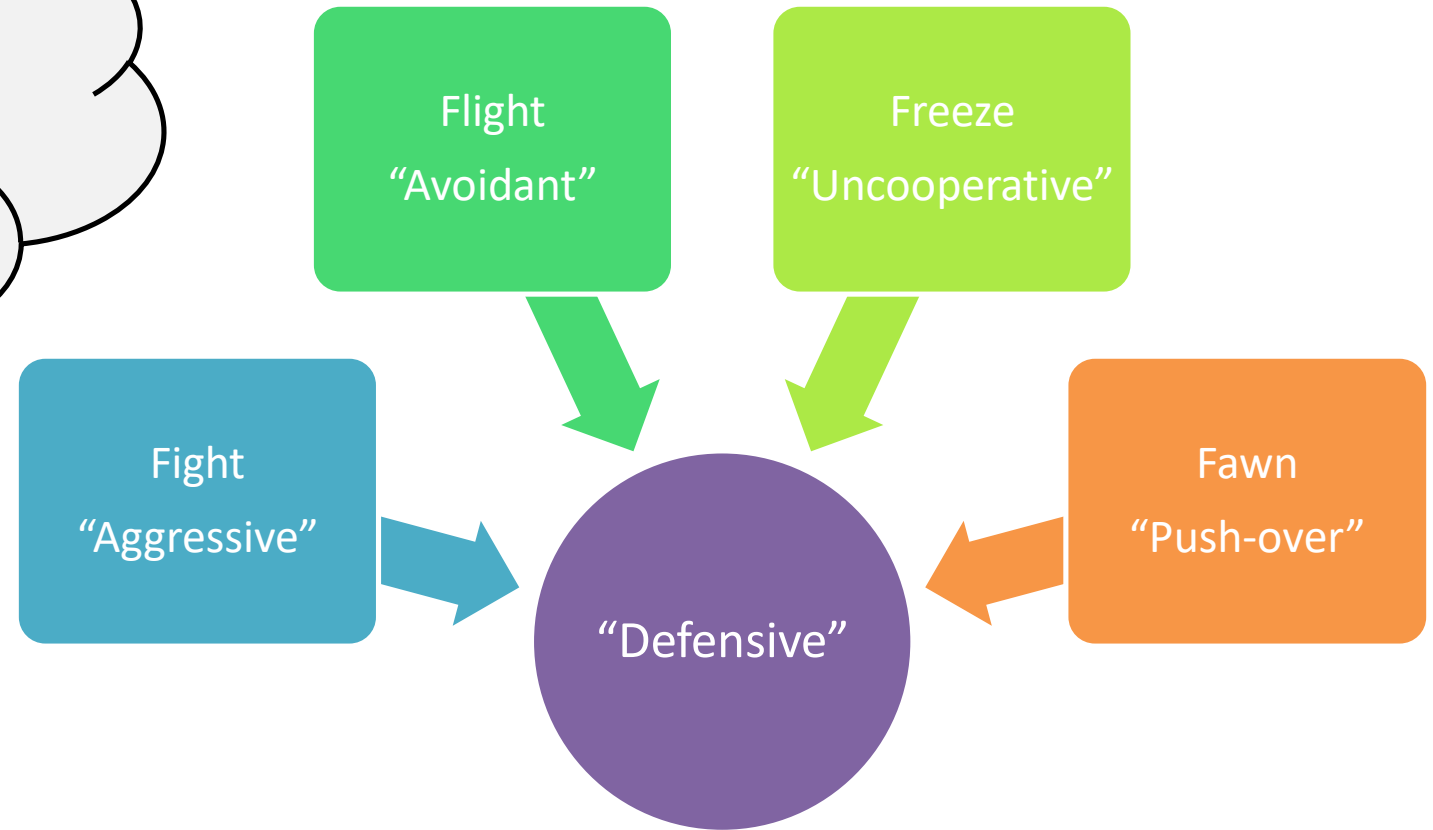 Fight
“Aggressive”
Flight
“Avoidant”
Freeze
“Uncooperative”
Fawn
“Push-over”
“Defensive”